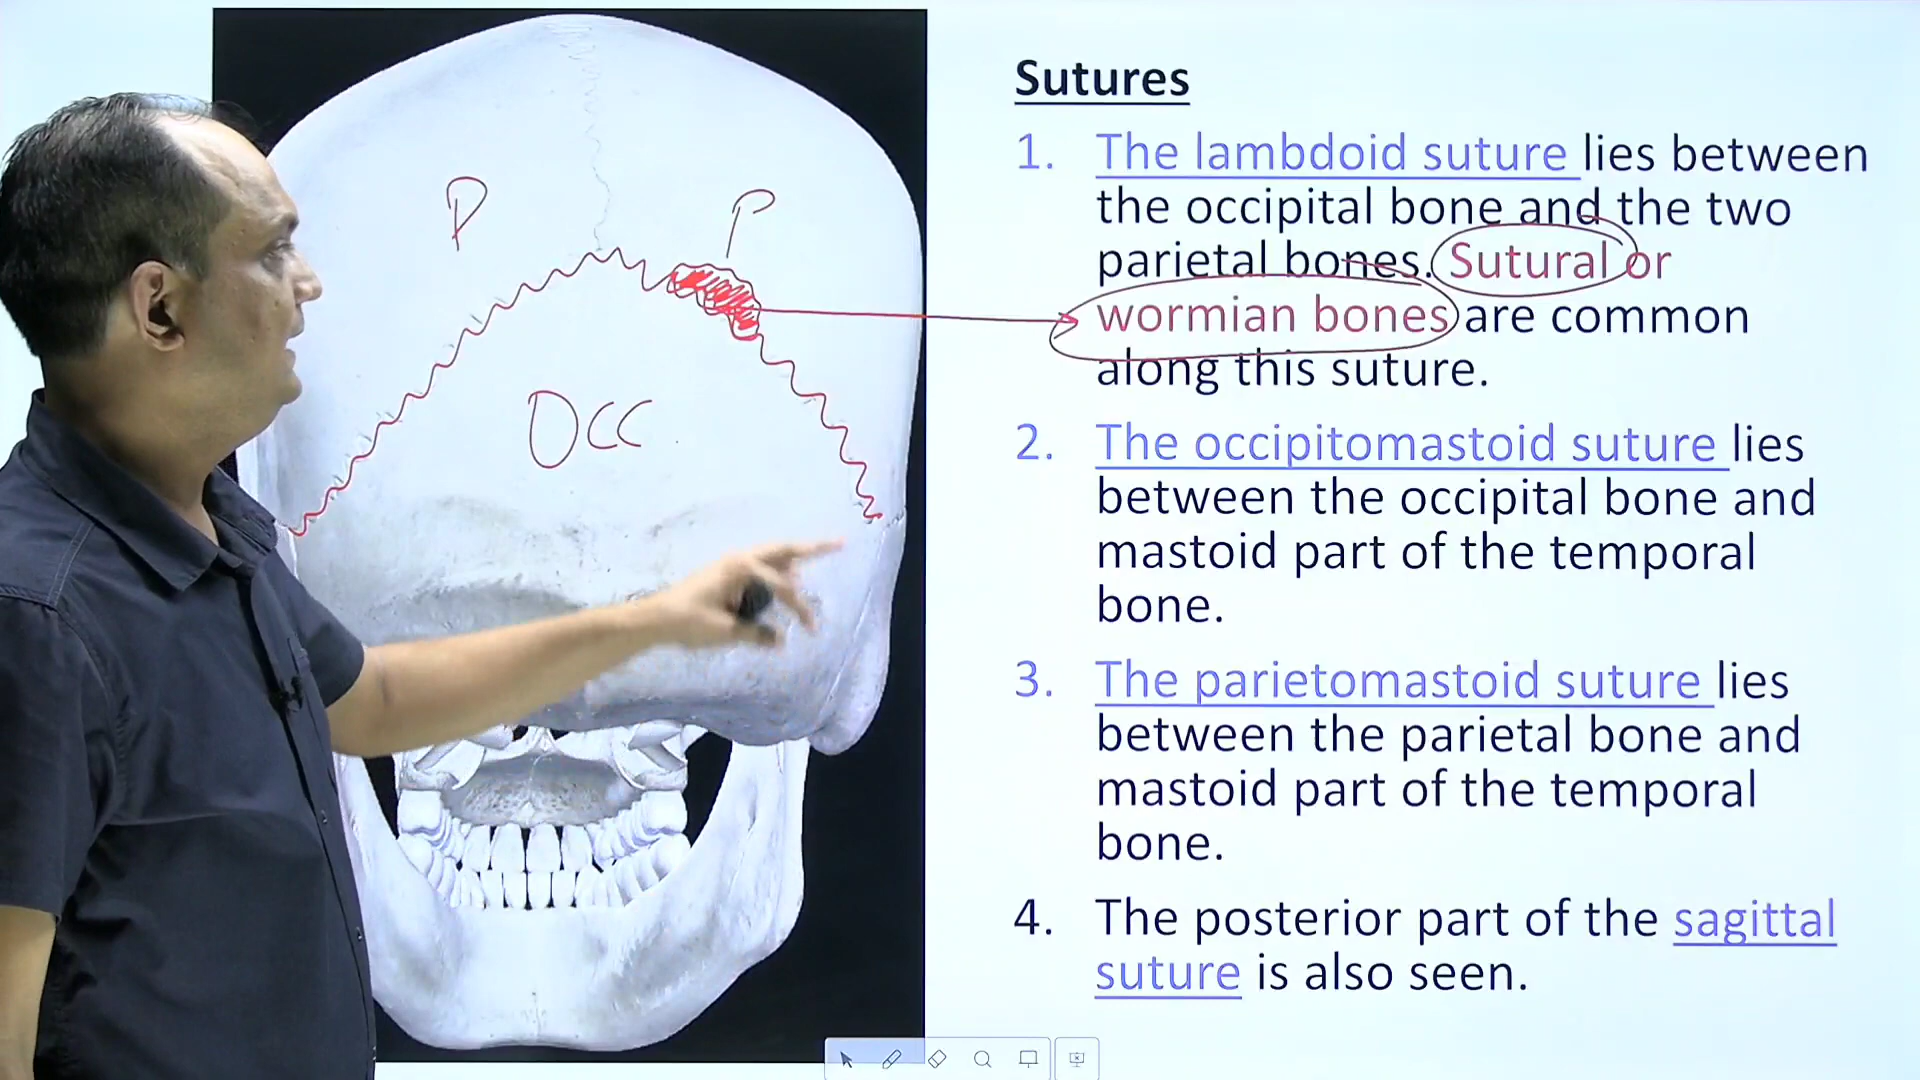 Sutures
1. The lambdoid suture lies between
the occipital bone and the two
parietal bones. Sutural or
wormian bones are common
along this suture.
2. The occipitomastoid suture lies
between the occipital bone and
mastoid part of the temporal
bone.
3. The parietomastoid suture lies
between the parietal bone and
mastoid part of the temporal
bone.
4. The posterior part of the sagittal
suture is also seen.
P P
OCC